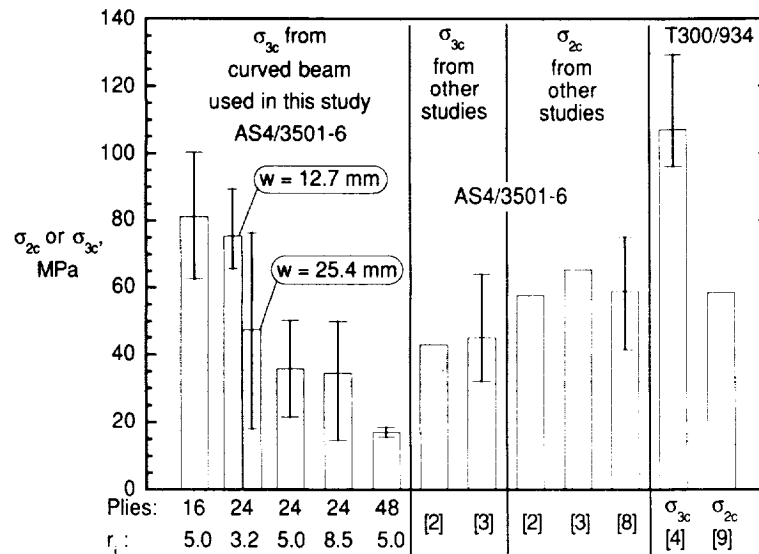 140
120
100
80
60
40
20
0
σ2c or σ3c,
MPa
σ3c from
curved beam
used in this study
AS4/3501-6
w = 12.7 mm
w = 25.4 mm
σ3c
from
other
studies
σ2c
from
other
studies
AS4/3501-6
T300/934
Plies: 16 24 24 24 48
ri : 5.0 3.2 5.0 8.5 5.0
[2] [3] [2] [3] [8]
σ3c σ2c
[4] [9]